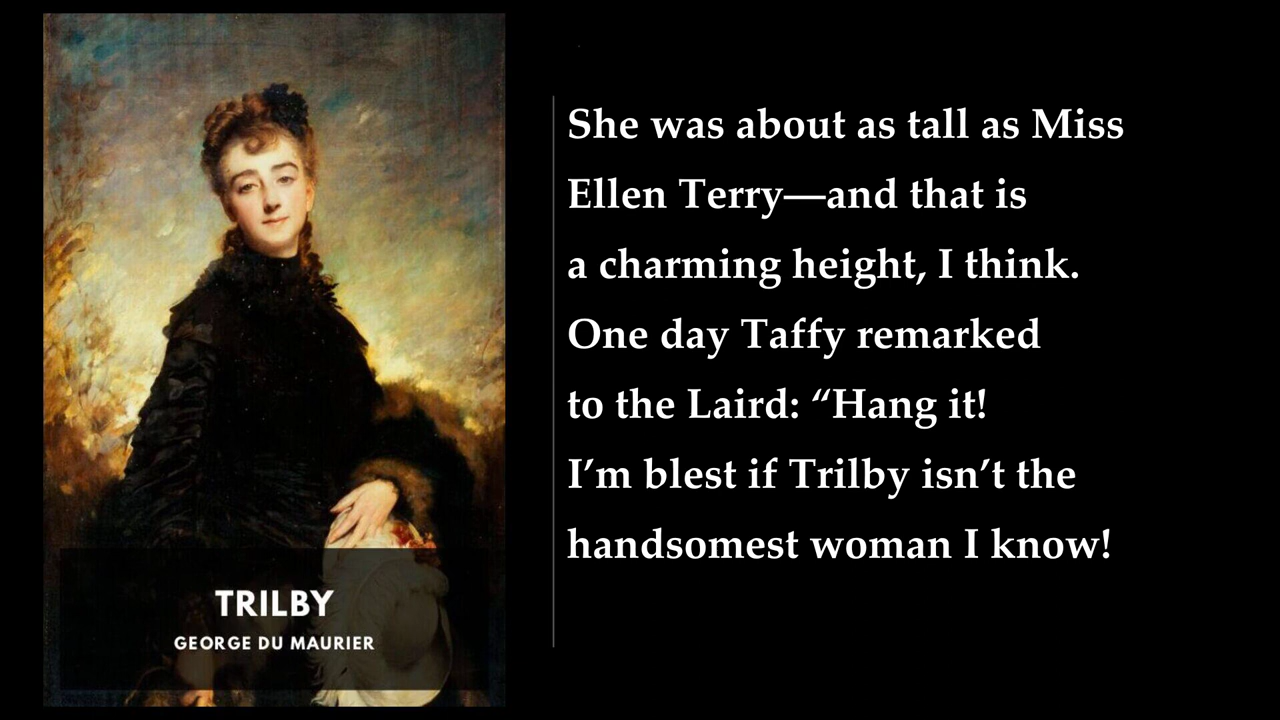 TRILBY
GEORGE DU MAURIER
She was about as tall as Miss
Ellen Terry—and that is
a charming height, I think.
One day Taffy remarked
to the Laird: “Hang it!
I’m blest if Trilby isn’t the
handsomest woman I know!